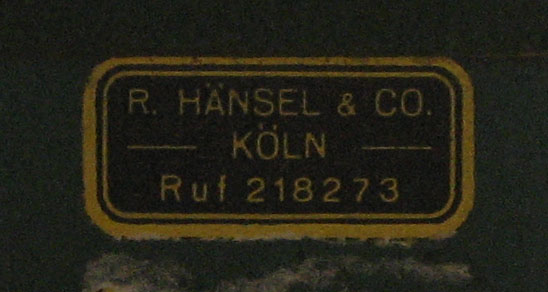 R. HÄNSEL & CO.
KÖLN
Ruf 218273